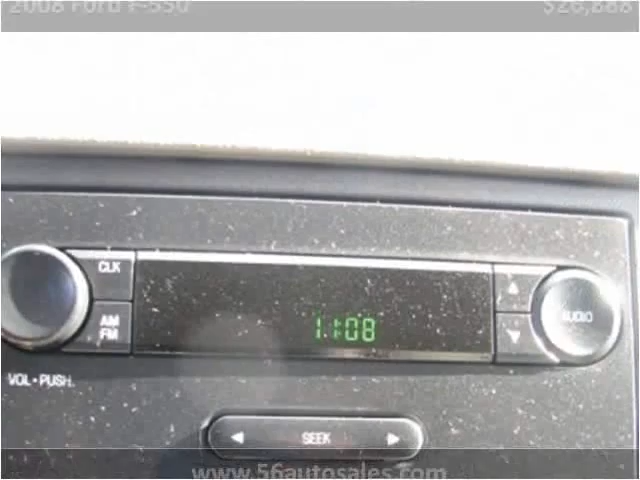 2008 Ford F-550 $26,888
CLK
AM
FM
1:08
AUDIO
VOL•PUSH
SEEK
www.56autosales.com